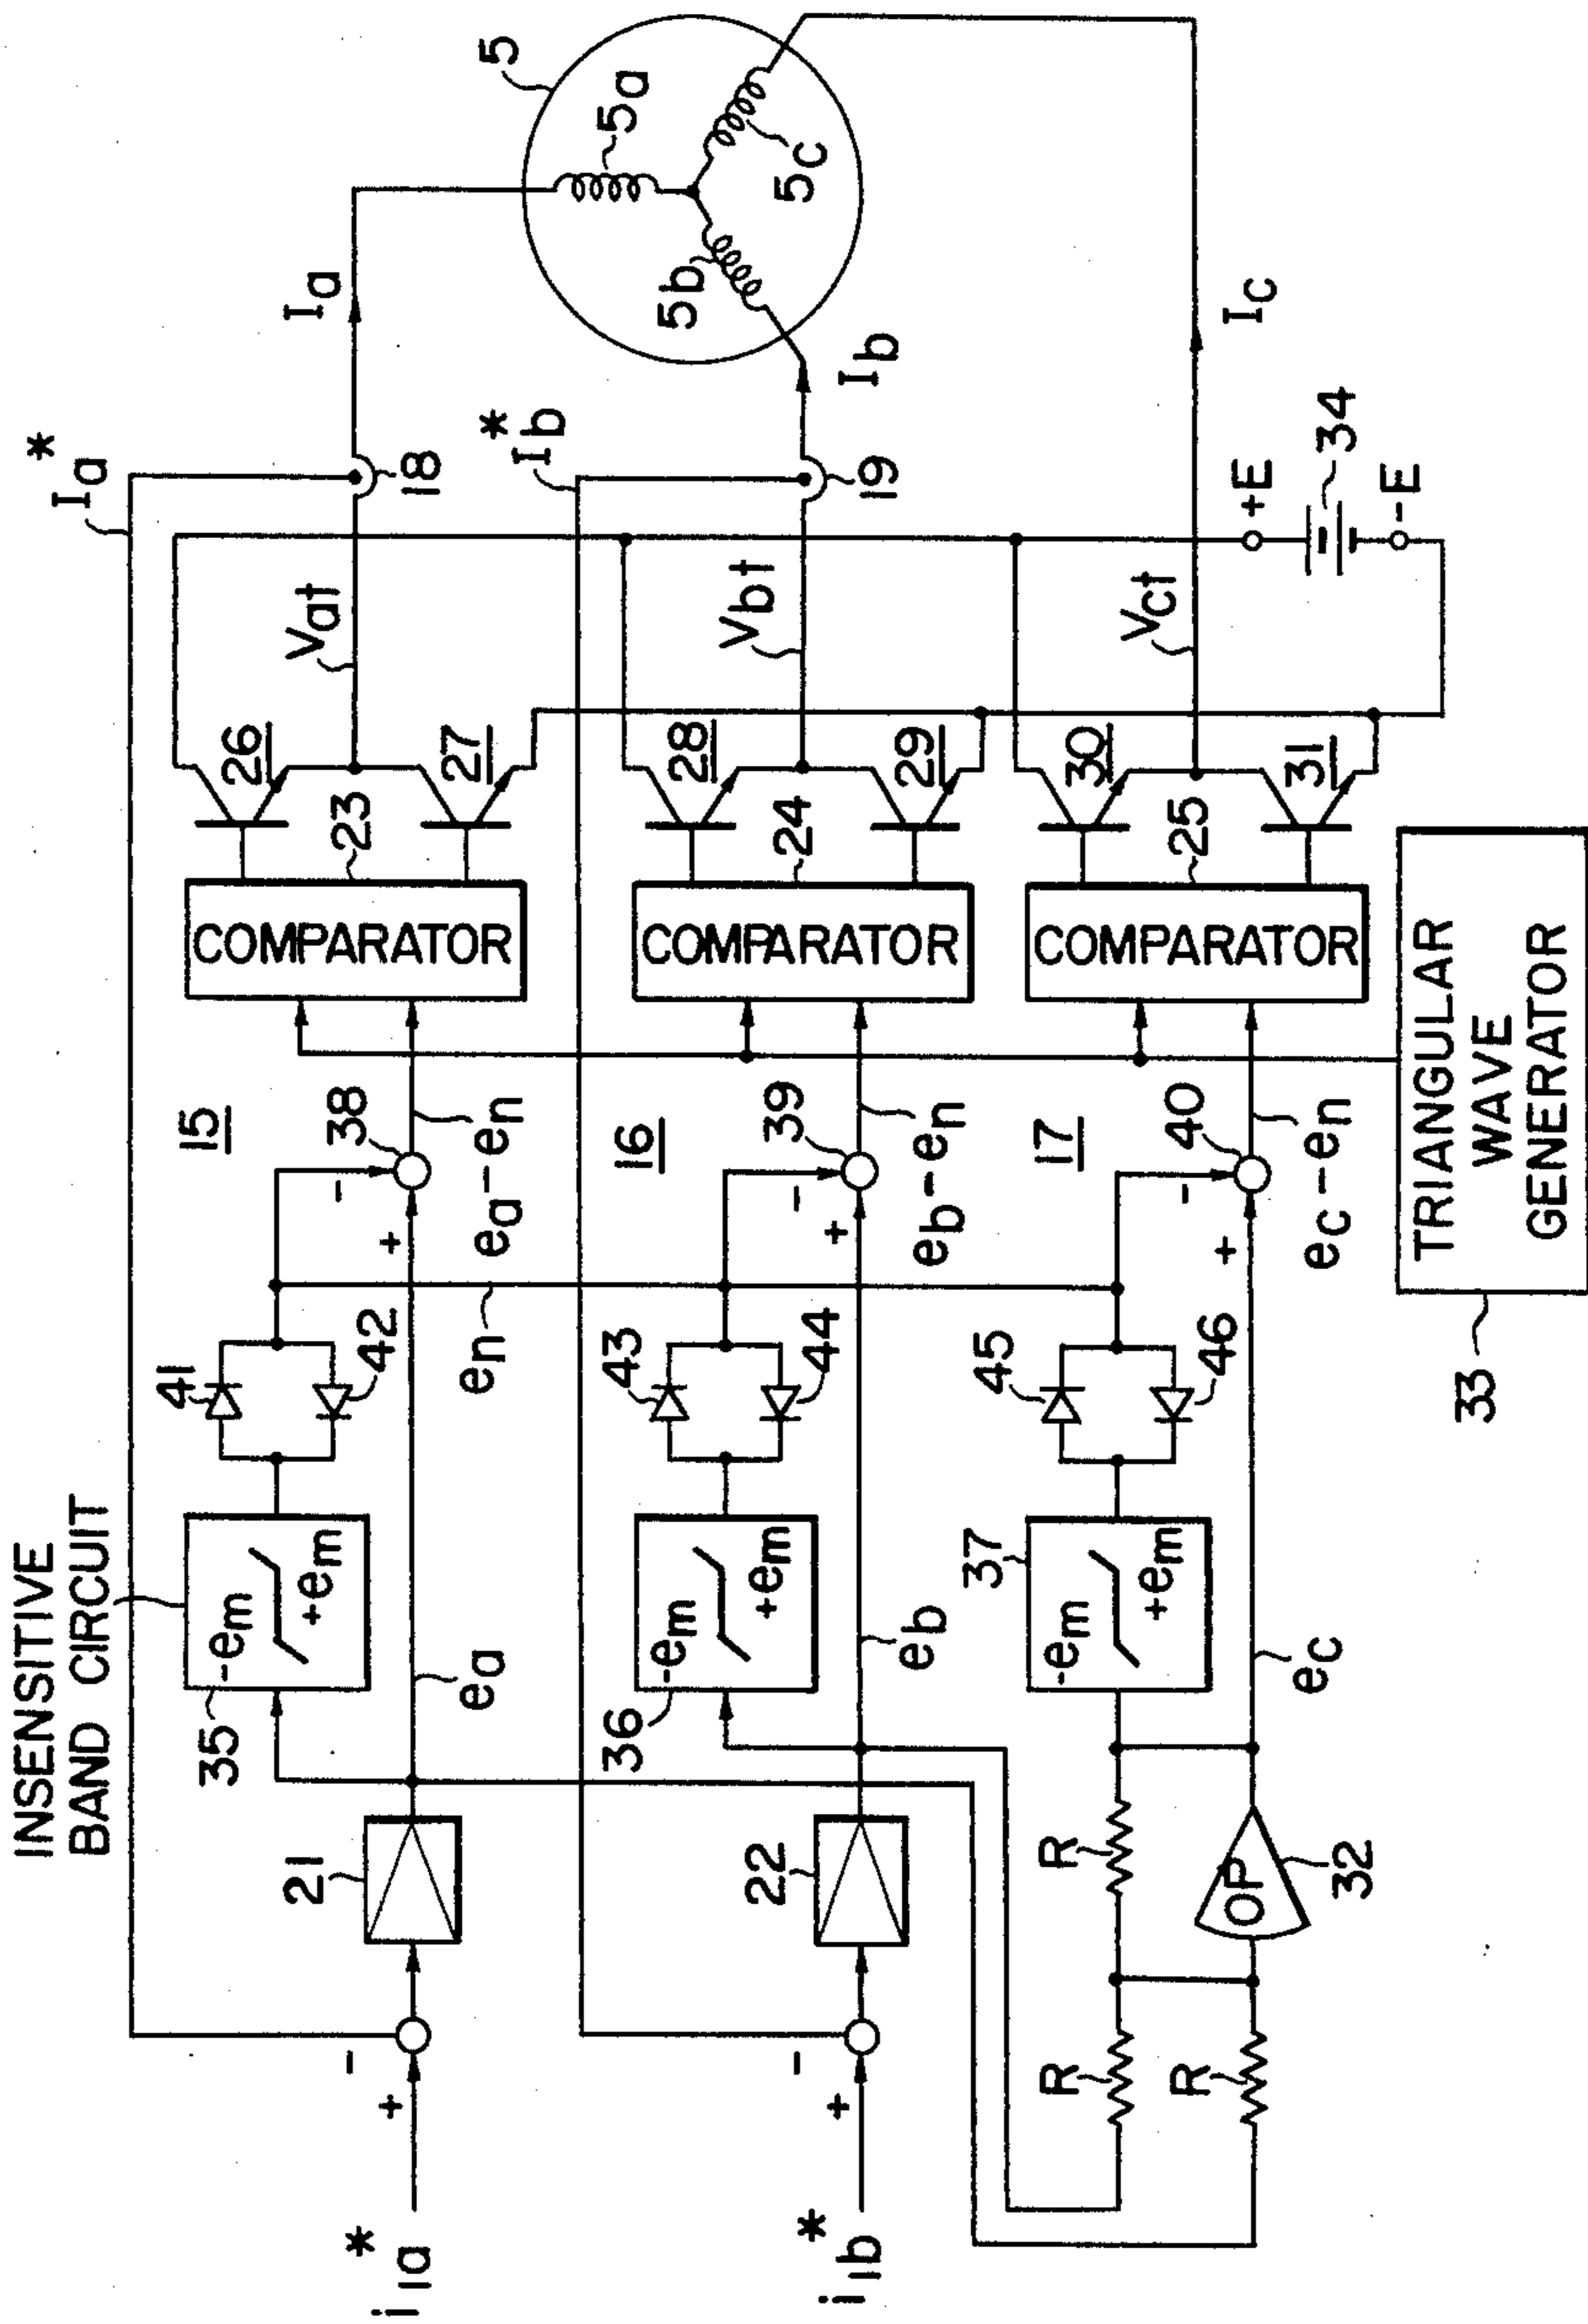 INSENSITIVE
BAND CIRCUIT
Ia*
Ia
5
5a
5b
5c
18
Vat
26
27
23
COMPARATOR
15
38
-
+
ea-en
41
42
en
35
-em
+em
ea
21
-
+
i1a*
Ib*
Ib
19
Vbt
28
29
24
COMPARATOR
16
39
-
+
eb-en
43
44
36
-em
+em
eb
22
-
+
i1b*
Ic
+E
34
-E
Vct
30
31
25
COMPARATOR
17
40
-
+
ec-en
45
46
37
-em
+em
ec
R
R
R
OP
32
TRIANGULAR
WAVE
GENERATOR
33